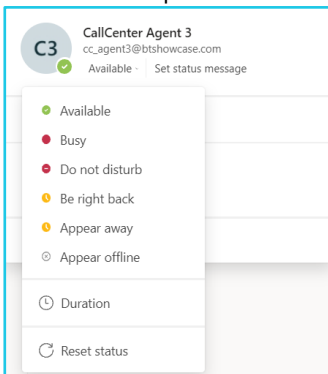 CallCenter Agent 3
C3
cc_agent3@btshowcase.com
Available Set status message
Available
Busy
Do not disturb
Be right back
Appear away
Appear offline
Duration
Reset status